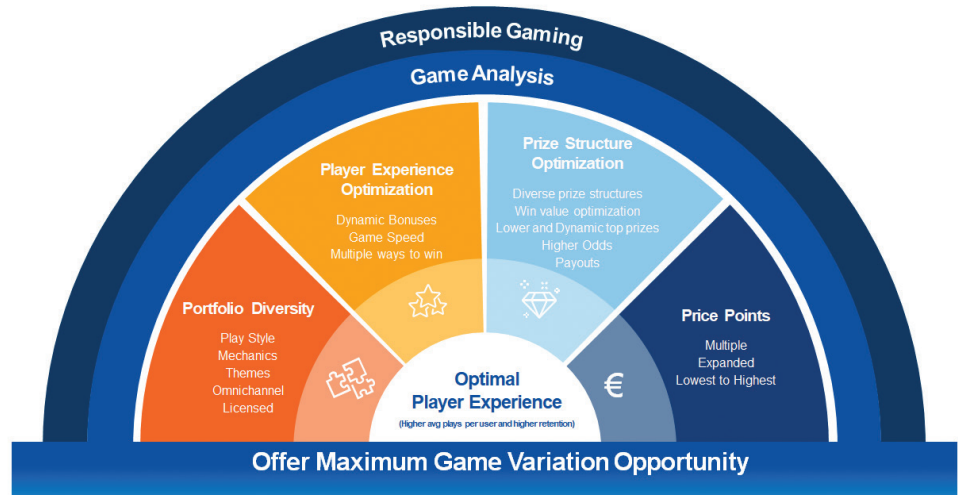 Responsible Gaming
Game Analysis
Player Experience
Optimization
Dynamic Bonuses
Game Speed
Multiple ways to win
Prize Structure
Optimization
Diverse prize structures
Win value optimization
Lower and Dynamic top prizes
Higher Odds
Payouts
Portfolio Diversity
Play Style
Mechanics
Themes
Omnichannel
Licensed
Price Points
Multiple
Expanded
Lowest to Highest
€
Optimal
Player Experience
(Higher avg plays per user and higher retention)
Offer Maximum Game Variation Opportunity